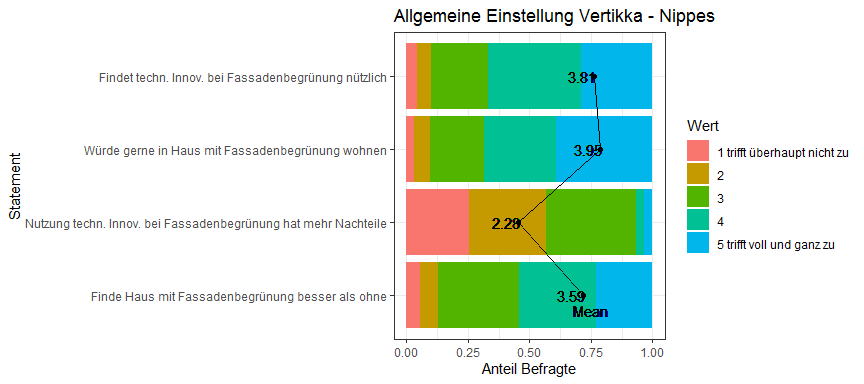 Allgemeine Einstellung Vertikka - Nippes
Statement
Findet techn. Innov. bei Fassadenbegrünung nützlich
3.81
Würde gerne in Haus mit Fassadenbegrünung wohnen
3.95
Nutzung techn. Innov. bei Fassadenbegrünung hat mehr Nachteile
2.28
Finde Haus mit Fassadenbegrünung besser als ohne
3.59
Mean
0.00 0.25 0.50 0.75 1.00
Anteil Befragte
Wert
1 trifft überhaupt nicht zu
2
3
4
5 trifft voll und ganz zu